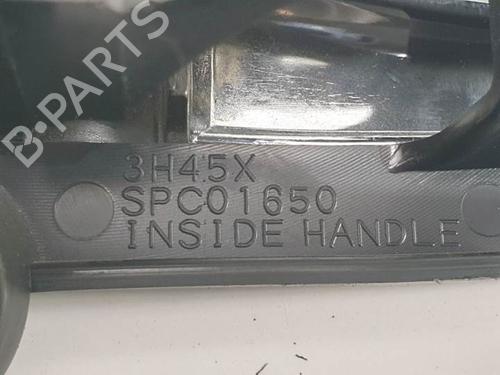 B-PARTS
3H45X
SPC01650
INSIDE HANDLE